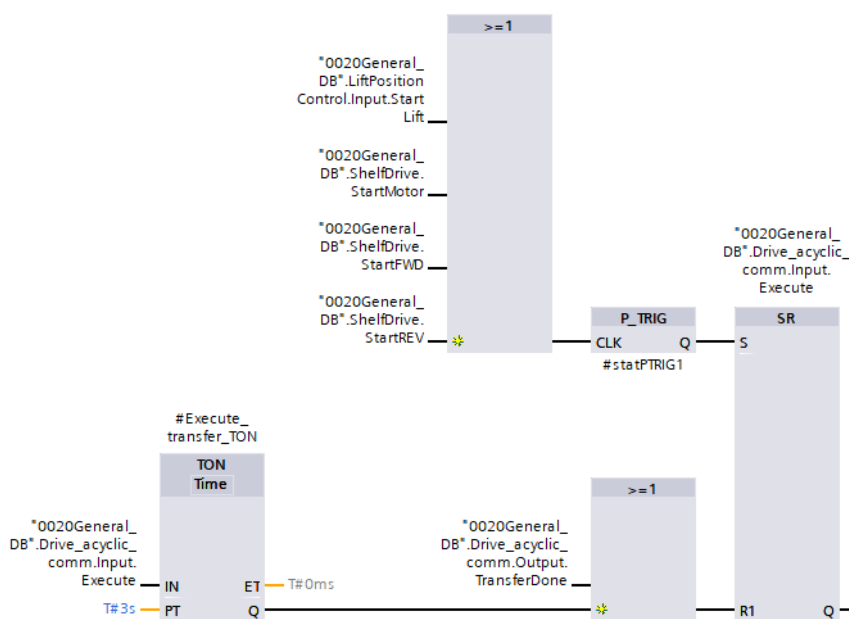 >=1
"0020General_
DB".LiftPosition
Control.Input.Start
Lift
"0020General_
DB".ShelfDrive.
StartMotor
"0020General_
DB".ShelfDrive.
StartFWD
"0020General_
DB".ShelfDrive.
StartREV
P_TRIG
CLK Q
#statPTRIG1
"0020General_
DB".Drive_acyclic_
comm.Input.
Execute
SR
S
#Execute_
transfer_TON
TON
Time
"0020General_
DB".Drive_acyclic_
comm.Input.
Execute
IN ET T#0ms
T#3s PT Q
>=1
"0020General_
DB".Drive_acyclic_
comm.Output.
TransferDone
R1 Q